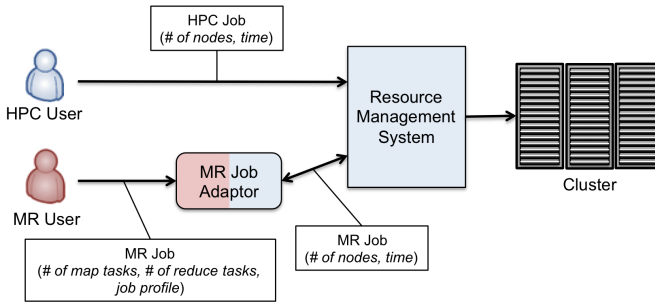 HPC Job
(# of nodes, time)
HPC User
Resource
Management
System
Cluster
MR User
MR Job
Adaptor
MR Job
(# of map tasks, # of reduce tasks,
job profile)
MR Job
(# of nodes, time)